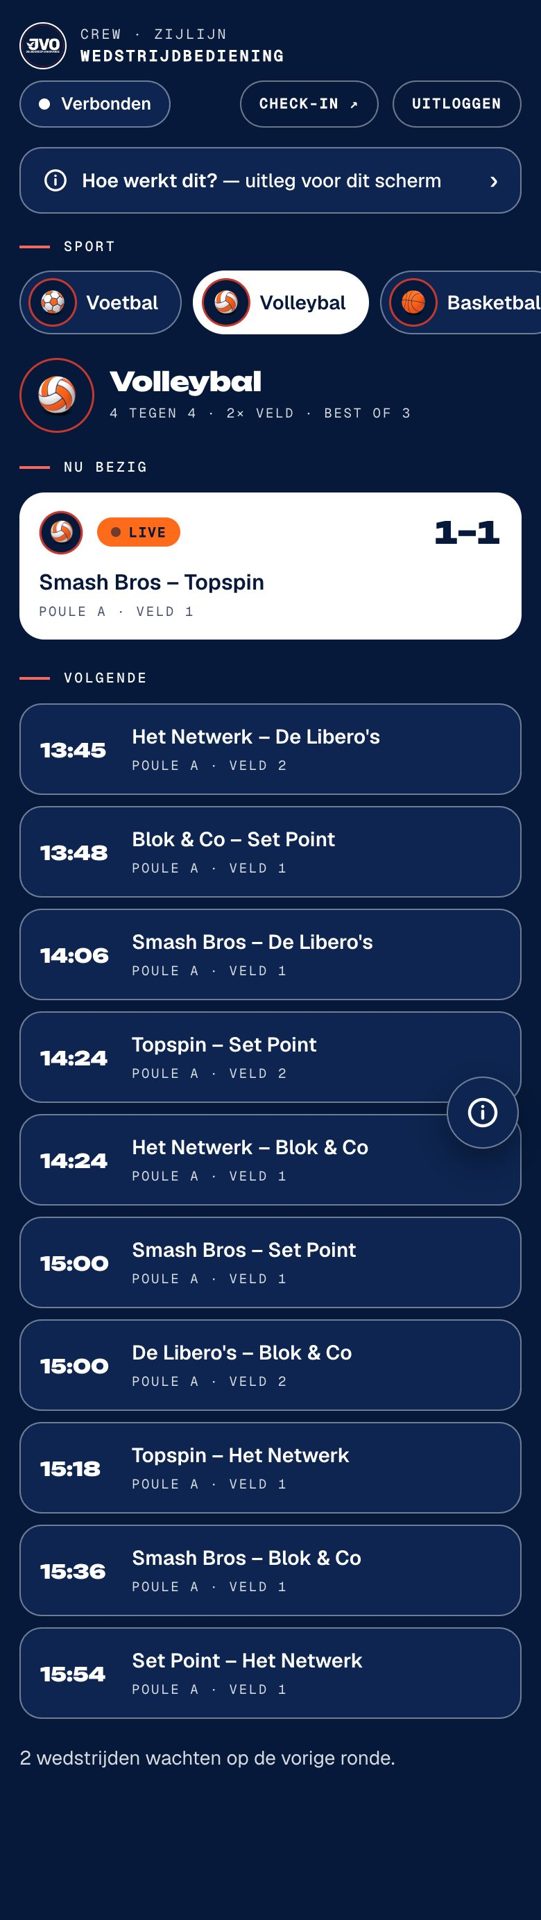 JVO
CREW · ZIJLIJN
WEDSTRIJDBEDIENING
Verbonden
CHECK-IN ↗
UITLOGGEN
Hoe werkt dit? — uitleg voor dit scherm
SPORT
Voetbal
Volleybal
Basketbal
Volleybal
4 TEGEN 4 · 2× VELD · BEST OF 3
NU BEZIG
LIVE
1–1
Smash Bros – Topspin
POULE A · VELD 1
VOLGENDE
13:45
Het Netwerk – De Libero's
POULE A · VELD 2
13:48
Blok & Co – Set Point
POULE A · VELD 1
14:06
Smash Bros – De Libero's
POULE A · VELD 1
14:24
Topspin – Set Point
POULE A · VELD 2
14:24
Het Netwerk – Blok & Co
POULE A · VELD 1
15:00
Smash Bros – Set Point
POULE A · VELD 1
15:00
De Libero's – Blok & Co
POULE A · VELD 2
15:18
Topspin – Het Netwerk
POULE A · VELD 1
15:36
Smash Bros – Blok & Co
POULE A · VELD 1
15:54
Set Point – Het Netwerk
POULE A · VELD 1
2 wedstrijden wachten op de vorige ronde.